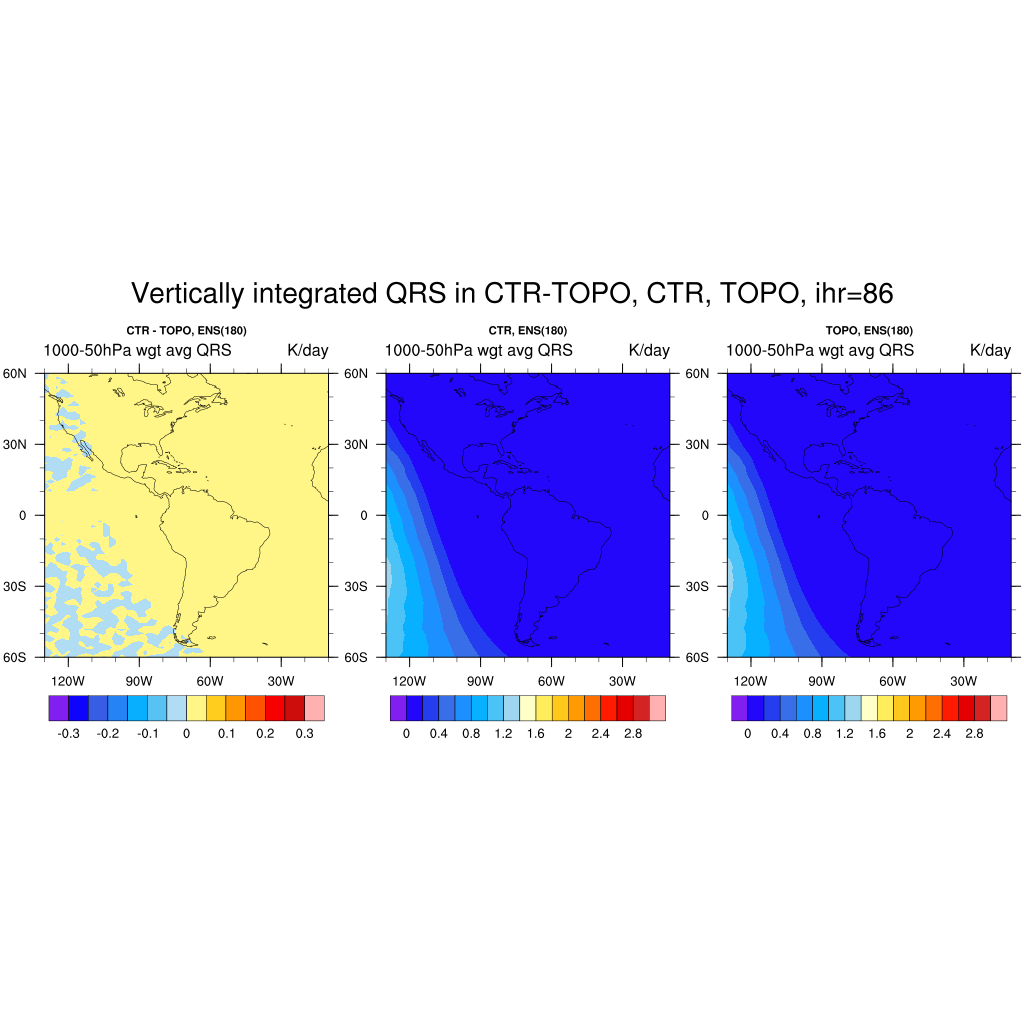 Vertically integrated QRS in CTR-TOPO, CTR, TOPO, ihr=86
CTR - TOPO, ENS(180)
1000-50hPa wgt avg QRS K/day
60N
30N
0
30S
60S
120W 90W 60W 30W
-0.3 -0.2 -0.1 0 0.1 0.2 0.3
CTR, ENS(180)
1000-50hPa wgt avg QRS K/day
60N
30N
0
30S
60S
120W 90W 60W 30W
0 0.4 0.8 1.2 1.6 2 2.4 2.8
TOPO, ENS(180)
1000-50hPa wgt avg QRS K/day
60N
30N
0
30S
60S
120W 90W 60W 30W
0 0.4 0.8 1.2 1.6 2 2.4 2.8